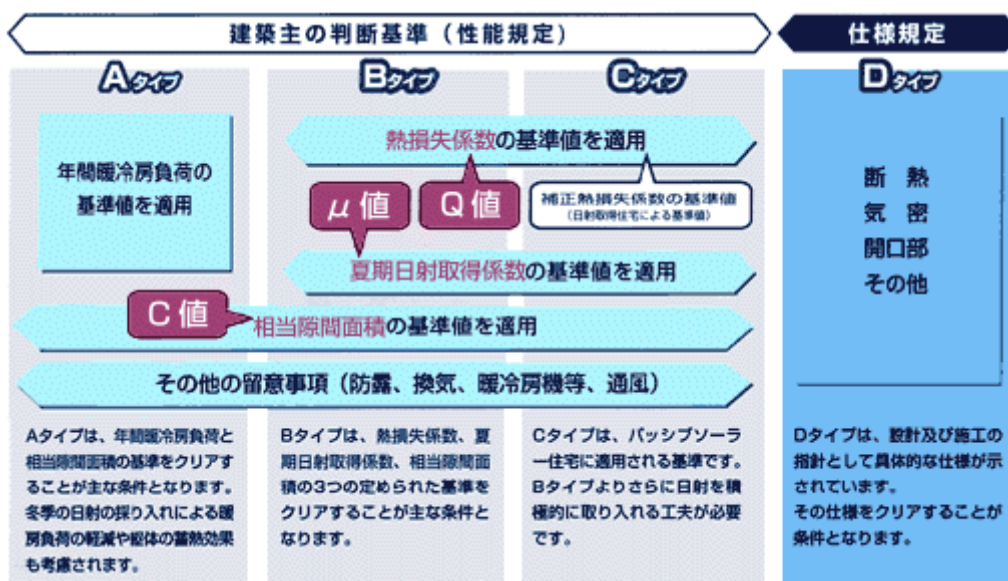 建築主の判断基準（性能規定）
仕様規定
Aタイプ
Bタイプ
Cタイプ
Dタイプ
年間暖冷房負荷の
基準値を適用
熱損失係数の基準値を適用
μ値
Q値
補正熱損失係数の基準値
（日射取得住宅による基準値）
夏期日射取得係数の基準値を適用
C値
相当隙間面積の基準値を適用
その他の留意事項（防露、換気、暖冷房機等、通風）
断熱
気密
開口部
その他
Aタイプは、年間暖冷房負荷と
相当隙間面積の基準をクリアす
ることが主な条件となります。
冬季の日射の採り入れによる暖
房負荷の軽減や躯体の蓄熱効果
も考慮されます。
Bタイプは、熱損失係数、夏
期日射取得係数、相当隙間面
積の3つの定められた基準を
クリアすることが主な条件と
なります。
Cタイプは、パッシブソーラ
ー住宅に適用される基準です。
Bタイプよりさらに日射を積
極的に取り入れる工夫が必要
です。
Dタイプは、設計及び施工の
指針として具体的な仕様が示
されています。
その仕様をクリアすることが
条件となります。